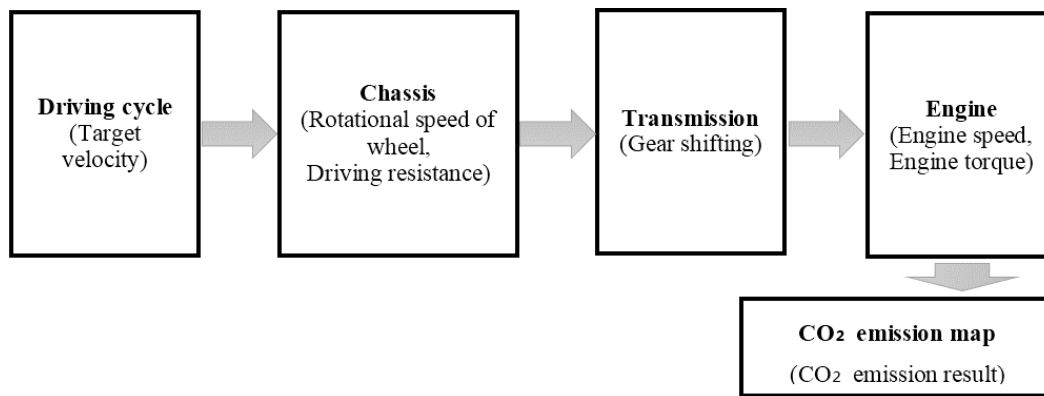 Driving cycle
(Target
velocity)
Chassis
(Rotational speed of
wheel,
Driving resistance)
Transmission
(Gear shifting)
Engine
(Engine speed,
Engine torque)
CO₂ emission map
(CO₂ emission result)